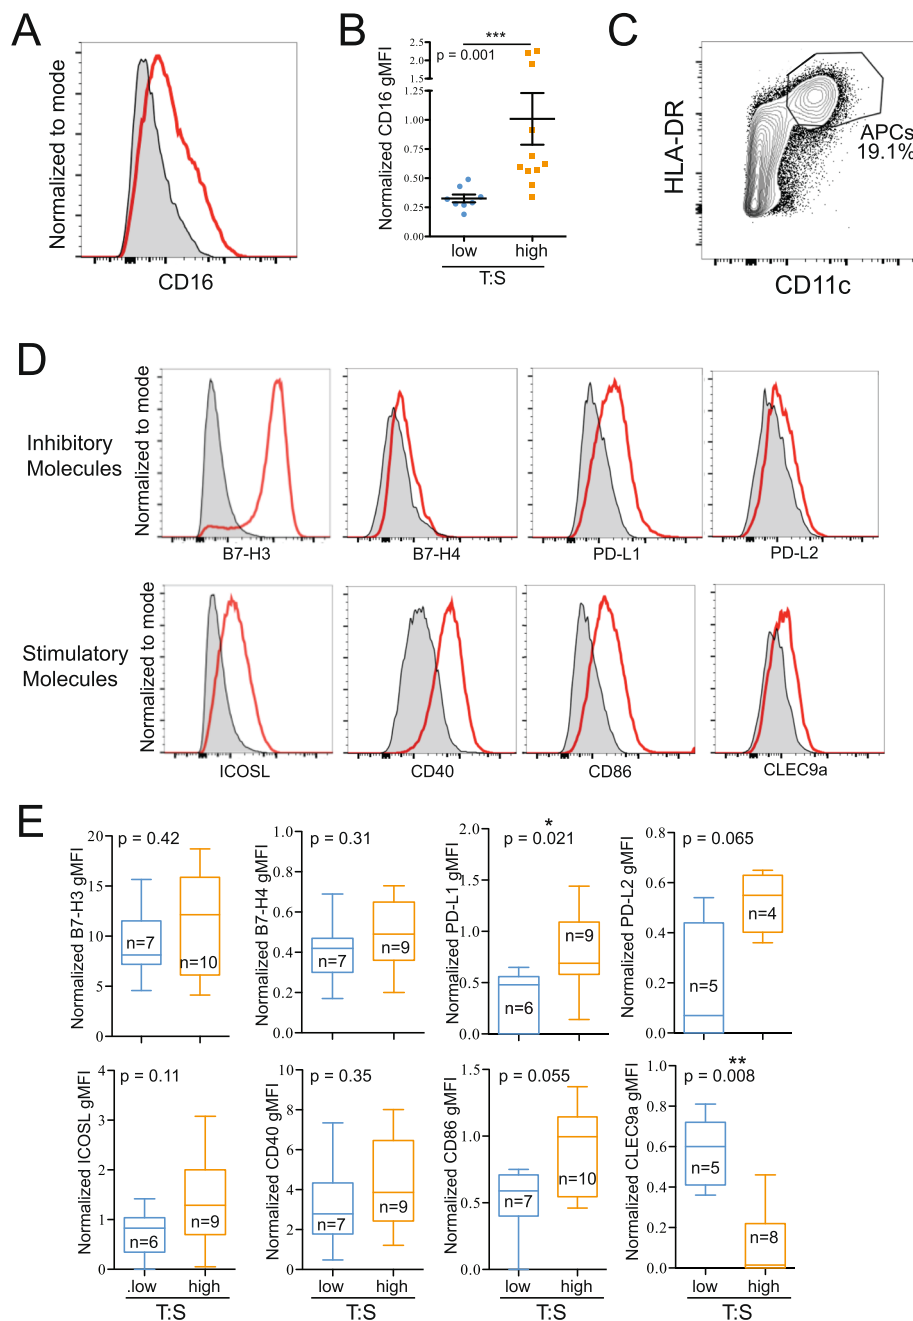 A
Normalized to mode
CD16
B
***
p = 0.001
Normalized CD16 gMFI
2.5
2.0
1.5
1.25
1.00
0.75
0.50
0.25
0.00
low
high
T:S
C
HLA-DR
APCs
19.1%
CD11c
D
Inhibitory
Molecules
Normalized to mode
B7-H3
B7-H4
PD-L1
PD-L2
Stimulatory
Molecules
Normalized to mode
ICOSL
CD40
CD86
CLEC9a
E
p = 0.42
Normalized B7-H3 gMFI
20
15
10
5
0
n=7
n=10
p = 0.31
Normalized B7-H4 gMFI
1.0
0.8
0.6
0.4
0.2
0.0
n=7
n=9
*
p = 0.021
Normalized PD-L1 gMFI
2.0
1.5
1.0
0.5
0.0
n=6
n=9
p = 0.065
Normalized PD-L2 gMFI
0.8
0.6
0.4
0.2
0.0
n=5
n=4
p = 0.11
Normalized ICOSL gMFI
4
3
2
1
0
n=6
n=9
.low
high
T:S
p = 0.35
Normalized CD40 gMFI
10
8
6
4
2
0
n=7
n=9
low
high
T:S
p = 0.055
Normalized CD86 gMFI
1.5
1.0
0.5
0.0
n=7
n=10
low
high
T:S
**
p = 0.008
Normalized CLEC9a gMFI
1.0
0.8
0.6
0.4
0.2
0.0
n=5
n=8
low
high
T:S